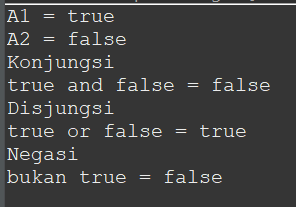 A1 = true
A2 = false
Konjungsi
true and false = false
Disjungsi
true or false = true
Negasi
bukan true = false